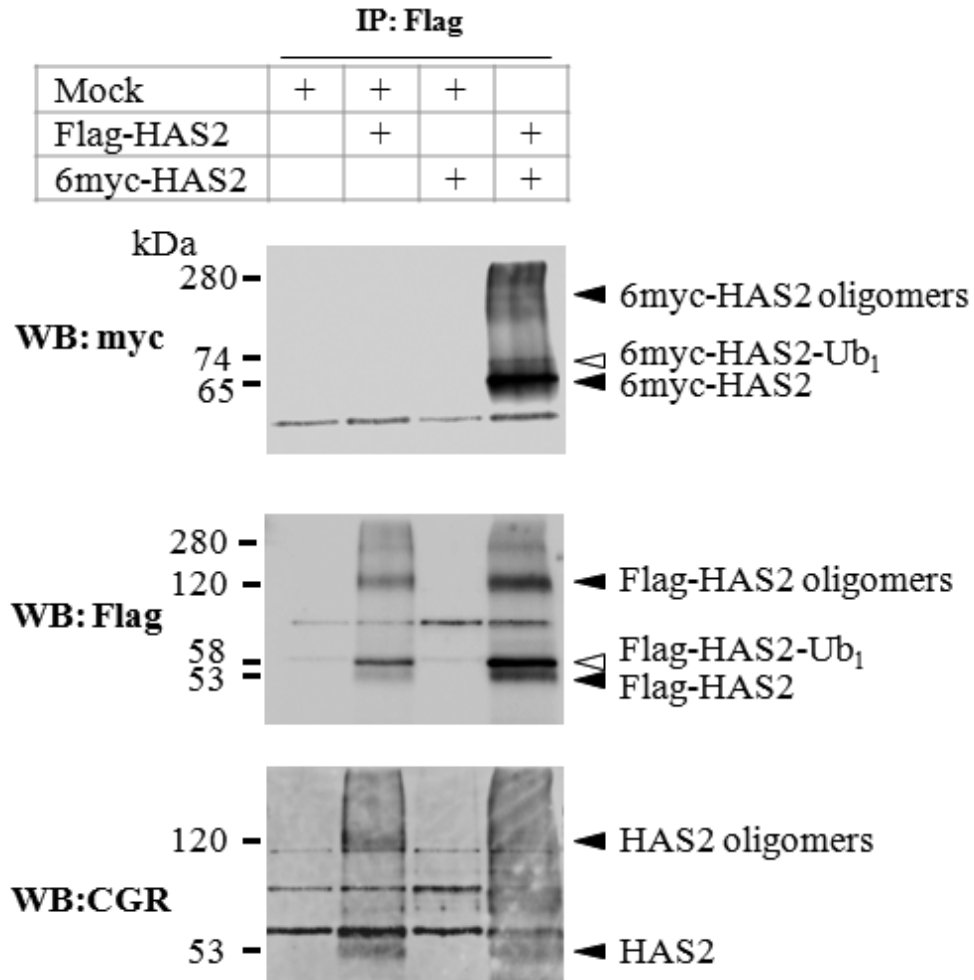 IP: Flag
Mock + + +
Flag-HAS2 + +
6myc-HAS2 + +
kDa
280
WB: myc
74
65
6myc-HAS2 oligomers
6myc-HAS2-Ub1
6myc-HAS2
280
120
WB: Flag
58
53
Flag-HAS2 oligomers
Flag-HAS2-Ub1
Flag-HAS2
120
WB:CGR
53
HAS2 oligomers
HAS2